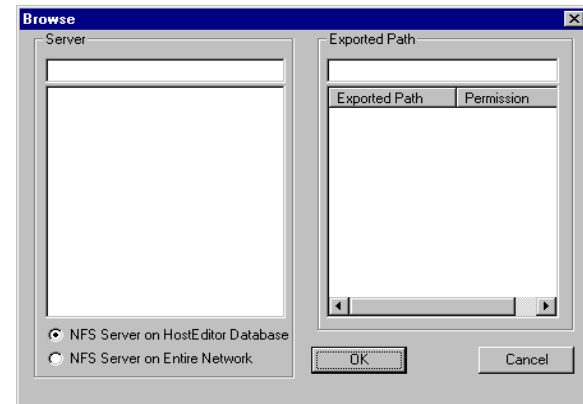 Browse
Server
Exported Path
Exported Path Permission
NFS Server on HostEditor Database
NFS Server on Entire Network
OK
Cancel